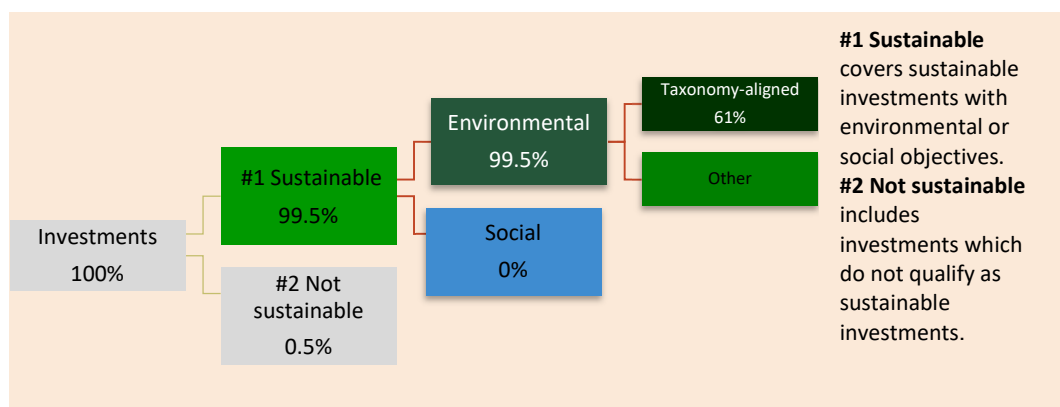 Investments
100%
#1 Sustainable
99.5%
#2 Not
sustainable
0.5%
Environmental
99.5%
Social
0%
Taxonomy-aligned
61%
Other
#1 Sustainable
covers sustainable
investments with
environmental or
social objectives.
#2 Not sustainable
includes
investments which
do not qualify as
sustainable
investments.